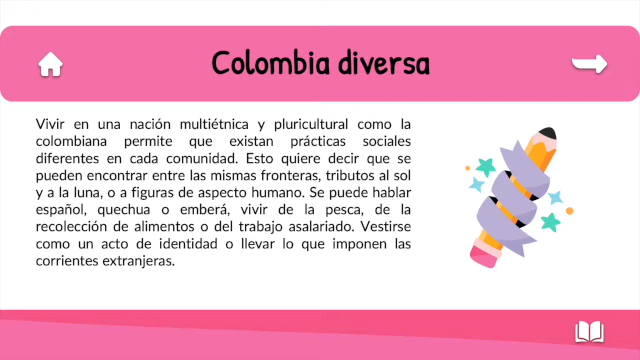 Colombia diversa
Vivir en una nación multiétnica y pluricultural como la
colombiana permite que existan prácticas sociales
diferentes en cada comunidad. Esto quiere decir que se
pueden encontrar entre las mismas fronteras, tributos al sol
y a la luna, o a figuras de aspecto humano. Se puede hablar
español, quechua o emberá, vivir de la pesca, de la
recolección de alimentos o del trabajo asalariado. Vestirse
como un acto de identidad o llevar lo que imponen las
corrientes extranjeras.